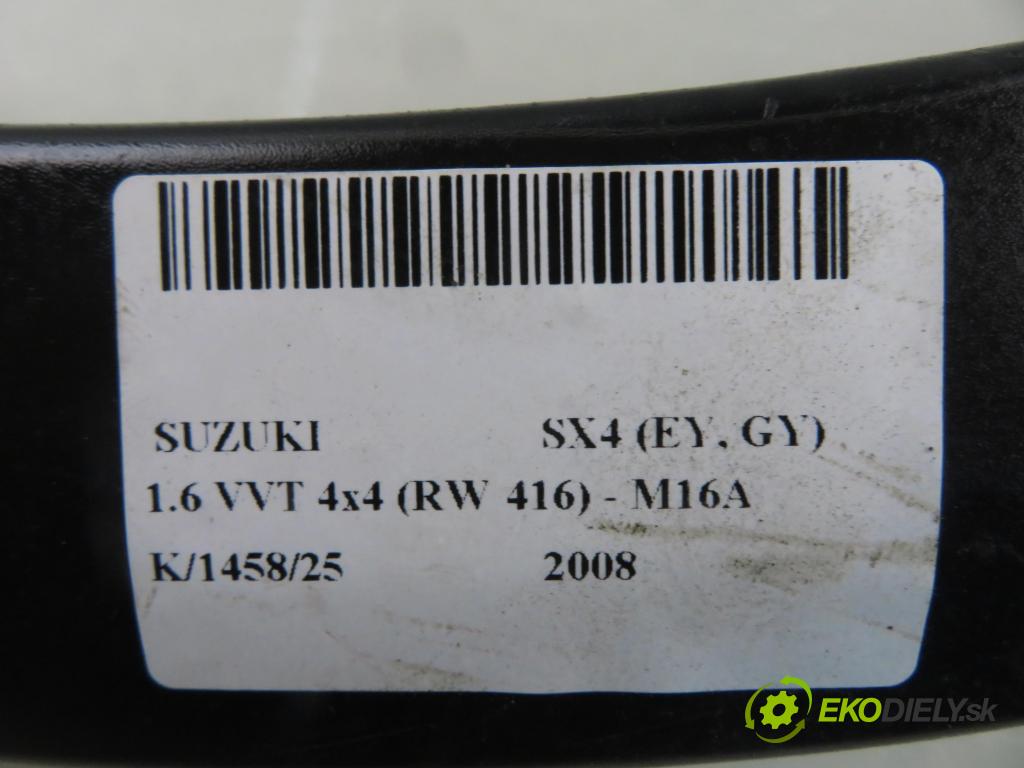 SUZUKI SX4 (EY, GY)
1.6 VVT 4x4 (RW 416) - M16A
K/1458/25 2008
EKODIELY.sk